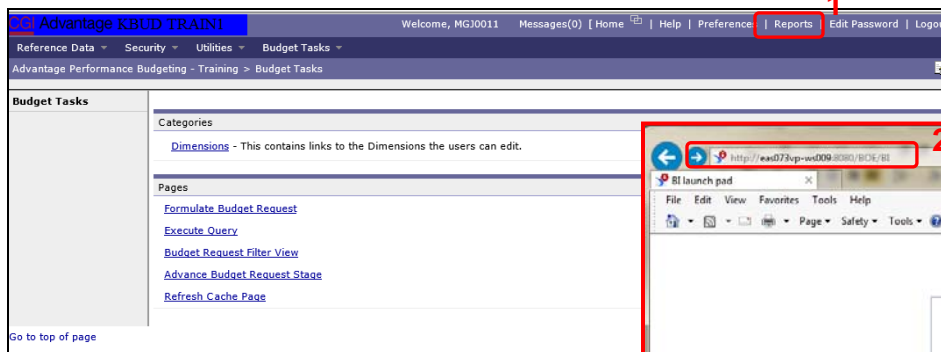 1
CGI Advantage KBUD TRAIN1 Welcome, MGJ0011 Messages(0) [ Home | Help | Preferences | Reports | Edit Password | Logou
Reference Data Security Utilities Budget Tasks
Advantage Performance Budgeting - Training > Budget Tasks
Budget Tasks
Categories
Dimensions - This contains links to the Dimensions the users can edit.
Pages
Formulate Budget Request
Execute Query
Budget Request Filter View
Advance Budget Request Stage
Refresh Cache Page
Go to top of page
2
http://eas073vp-ws009:8080/BOE/BI
BI launch pad
File Edit View Favorites Tools Help
Page Safety Tools